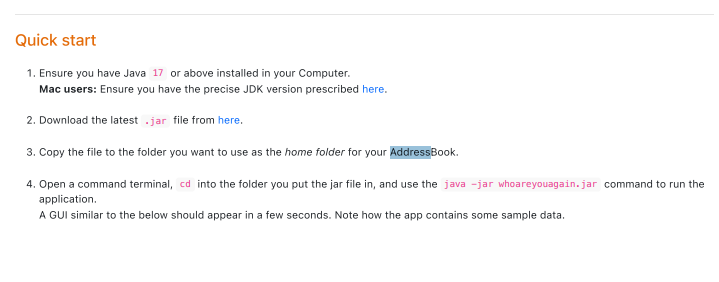 Quick start
1. Ensure you have Java 17 or above installed in your Computer.
Mac users: Ensure you have the precise JDK version prescribed here.
2. Download the latest .jar file from here.
3. Copy the file to the folder you want to use as the home folder for your AddressBook.
4. Open a command terminal, cd into the folder you put the jar file in, and use the java -jar whoareyouagain.jar command to run the
application.
A GUI similar to the below should appear in a few seconds. Note how the app contains some sample data.